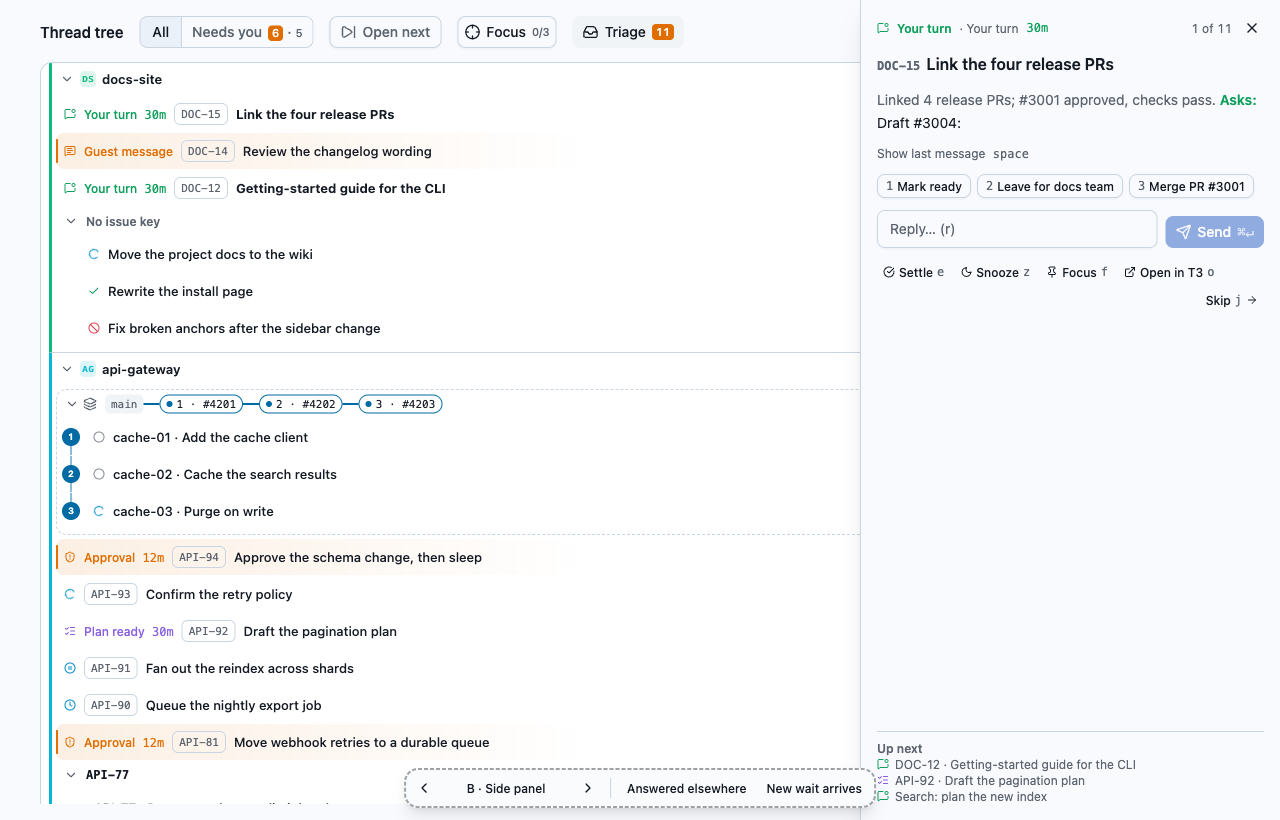 Thread tree
All
Needs you 6 · 5
Open next
Focus 0/3
Triage 11
DS docs-site
Your turn 30m DOC-15 Link the four release PRs
Guest message DOC-14 Review the changelog wording
Your turn 30m DOC-12 Getting-started guide for the CLI
No issue key
Move the project docs to the wiki
Rewrite the install page
Fix broken anchors after the sidebar change
AG api-gateway
main 1 · #4201 2 · #4202 3 · #4203
1 cache-01 · Add the cache client
2 cache-02 · Cache the search results
3 cache-03 · Purge on write
Approval 12m API-94 Approve the schema change, then sleep
API-93 Confirm the retry policy
Plan ready 30m API-92 Draft the pagination plan
API-91 Fan out the reindex across shards
API-90 Queue the nightly export job
Approval 12m API-81 Move webhook retries to a durable queue
API-77
B · Side panel
Answered elsewhere
New wait arrives
Your turn · Your turn 30m
1 of 11
DOC-15 Link the four release PRs
Linked 4 release PRs; #3001 approved, checks pass. Asks:
Draft #3004:
Show last message space
1 Mark ready
2 Leave for docs team
3 Merge PR #3001
Reply... (r)
Send ⌘↵
Settle e
Snooze z
Focus f
Open in T3 o
Skip j →
Up next
DOC-12 · Getting-started guide for the CLI
API-92 · Draft the pagination plan
Search: plan the new index